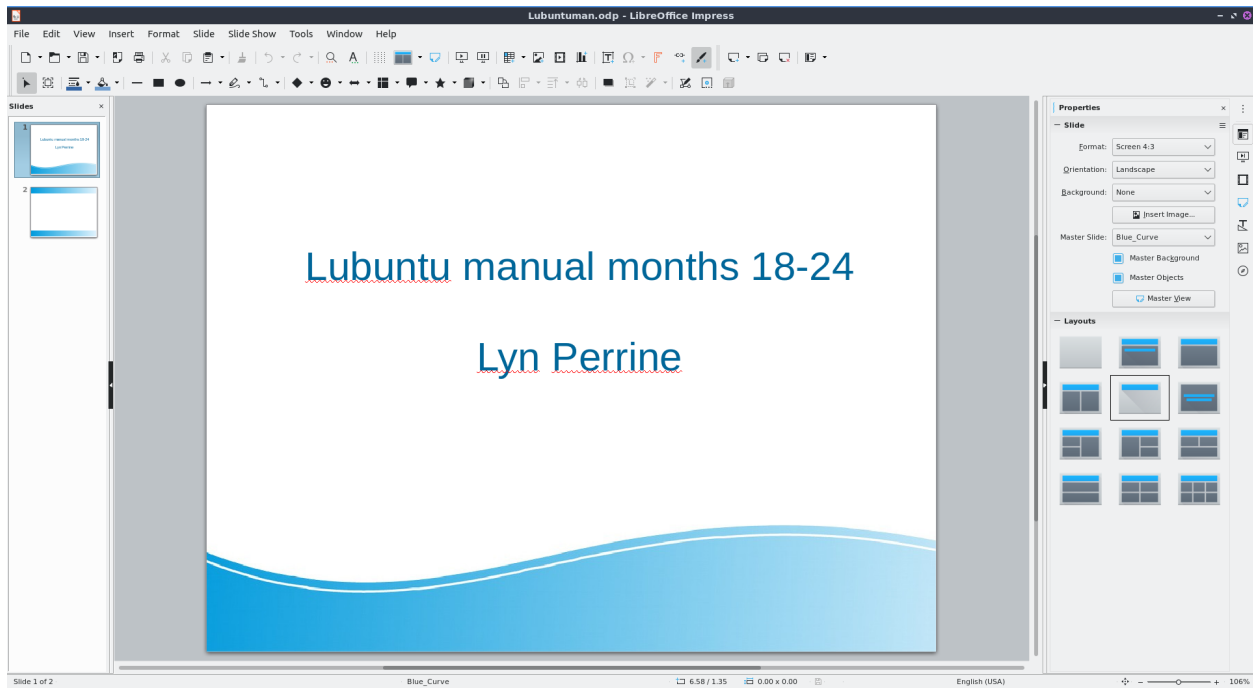 Lubuntuman.odp - LibreOffice Impress
File Edit View Insert Format Slide Slide Show Tools Window Help
Slides
1
Lubuntu manual months 18-24
Lyn Perrine
2
Lubuntu manual months 18-24
Lyn Perrine
Properties
Slide
Format: Screen 4:3
Orientation: Landscape
Background: None
Insert Image...
Master Slide: Blue_Curve
Master Background
Master Objects
Master View
Layouts
Slide 1 of 2 Blue_Curve 6.58 / 1.35 0.00 x 0.00 English (USA) 106%